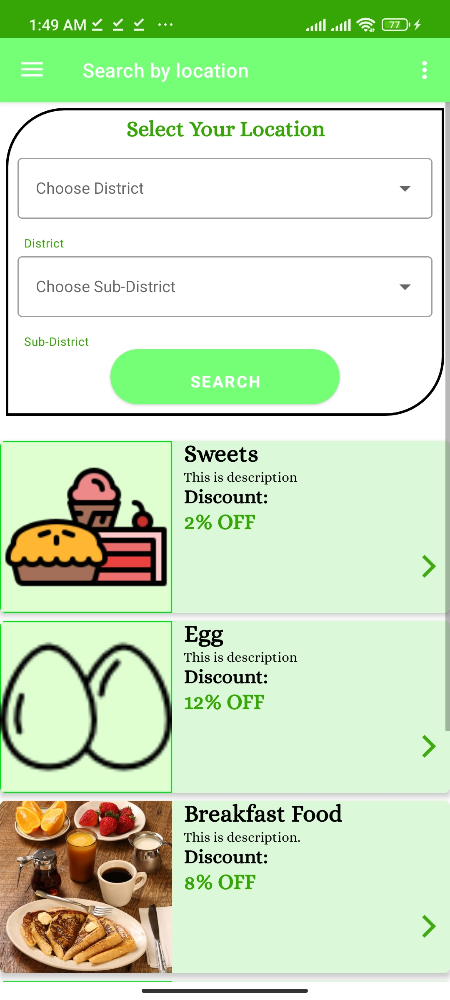 1:49 AM
77
Search by location
Select Your Location
Choose District
District
Choose Sub-District
Sub-District
SEARCH
Sweets
This is description
Discount:
2% OFF
Egg
This is description
Discount:
12% OFF
Breakfast Food
This is description.
Discount:
8% OFF